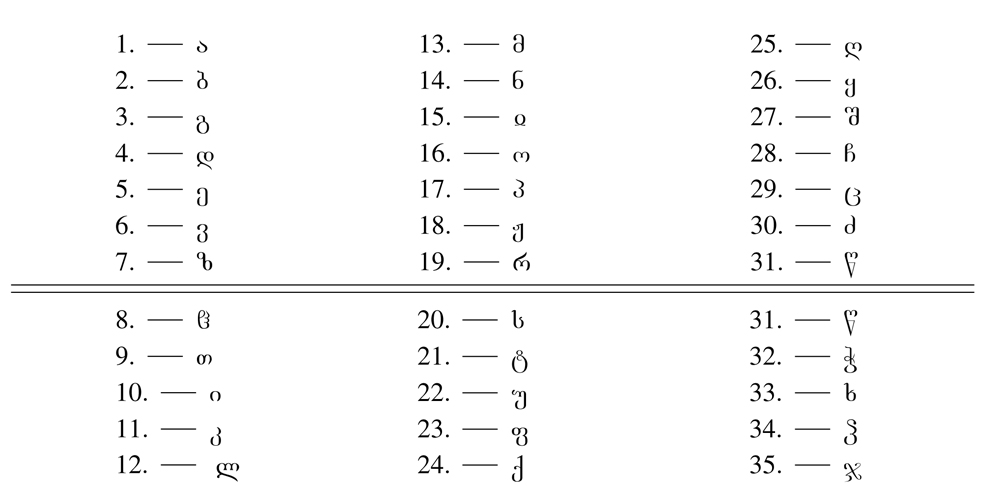 1. — ა 13. — მ 25. — ღ
2. — ბ 14. — ნ 26. — ყ
3. — გ 15. — ჲ 27. — შ
4. — დ 16. — ო 28. — ჩ
5. — ე 17. — პ 29. — ც
6. — ვ 18. — ჟ 30. — ძ
7. — ზ 19. — რ 31. — წ
8. — ჱ 20. — ს 31. — წ
9. — თ 21. — ტ 32. — ჭ
10. — ი 22. — უ 33. — ხ
11. — კ 23. — ფ 34. — ჴ
12. — ლ 24. — ქ 35. — ჯ